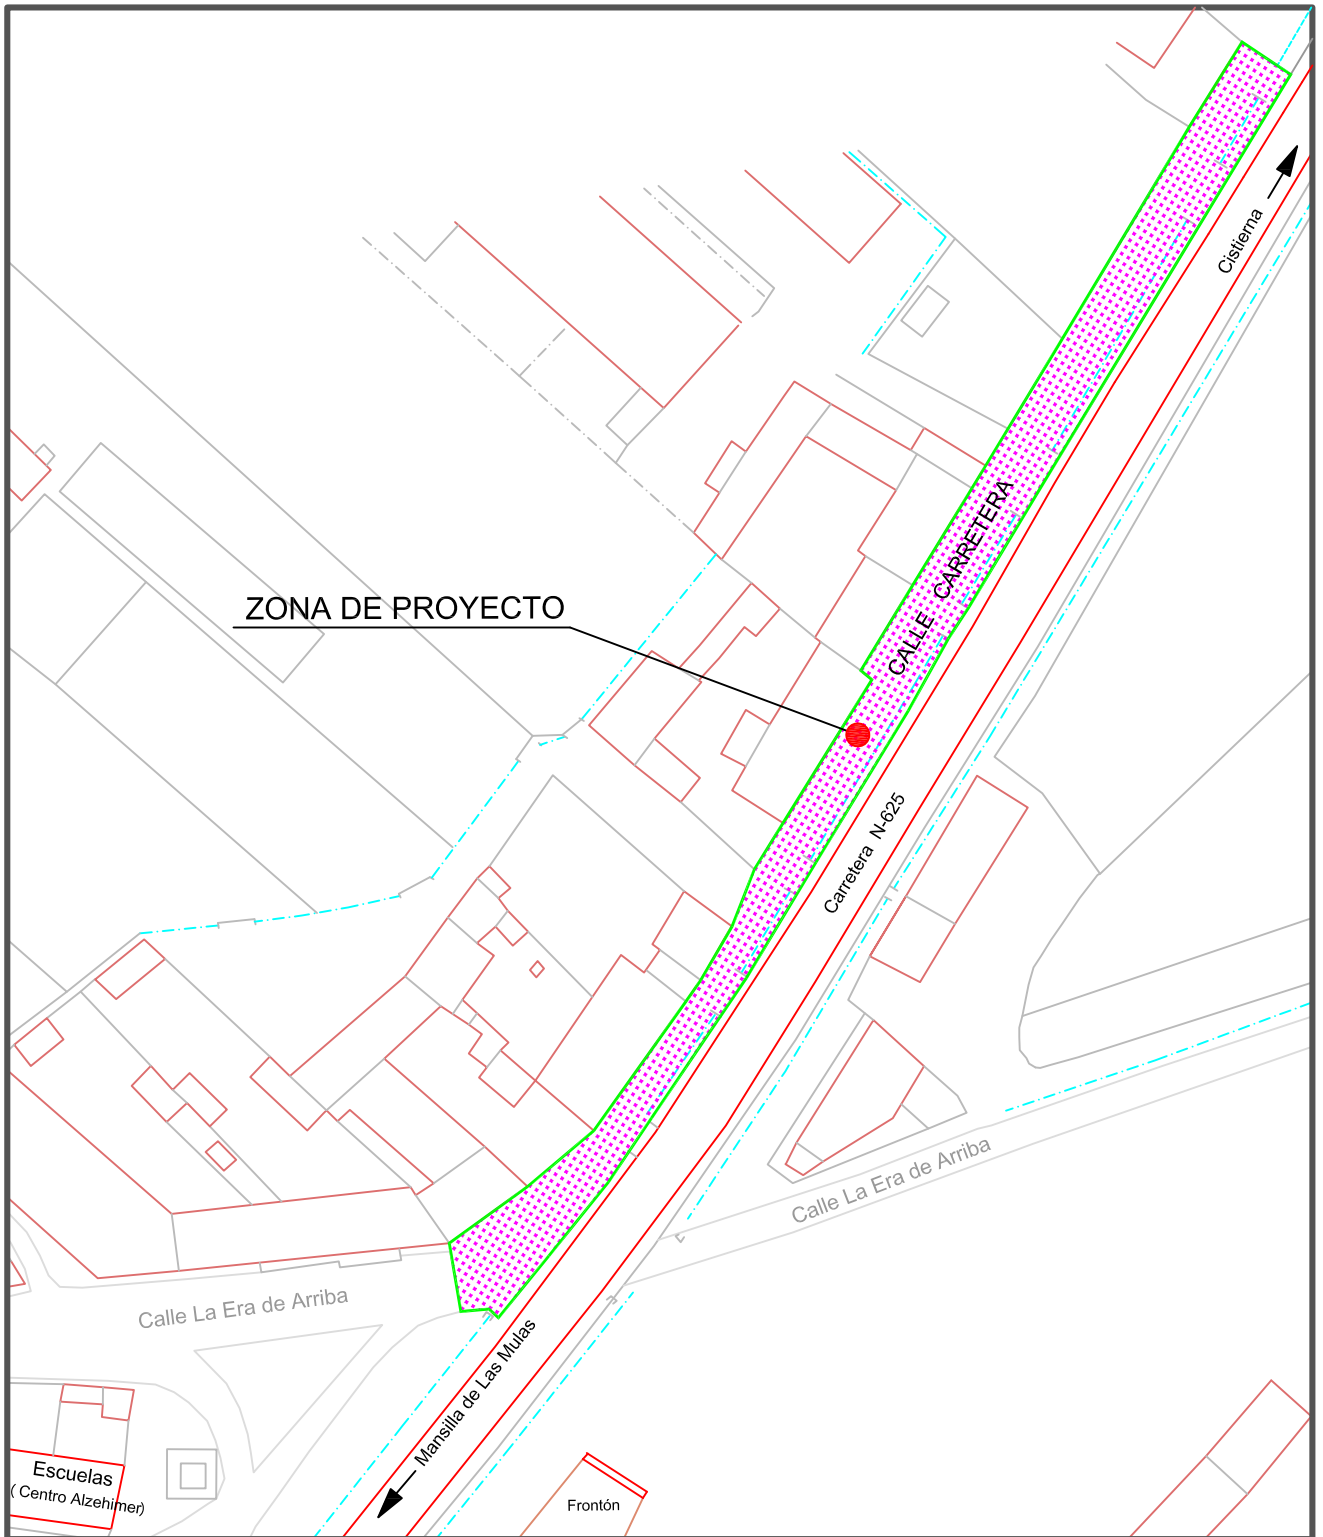 Cistierna
CALLE CARRETERA
ZONA DE PROYECTO
Carretera N-625
Calle La Era de Arriba
Calle La Era de Arriba
Mansilla de Las Mulas
Escuelas
( Centro Alzehimer)
Frontón